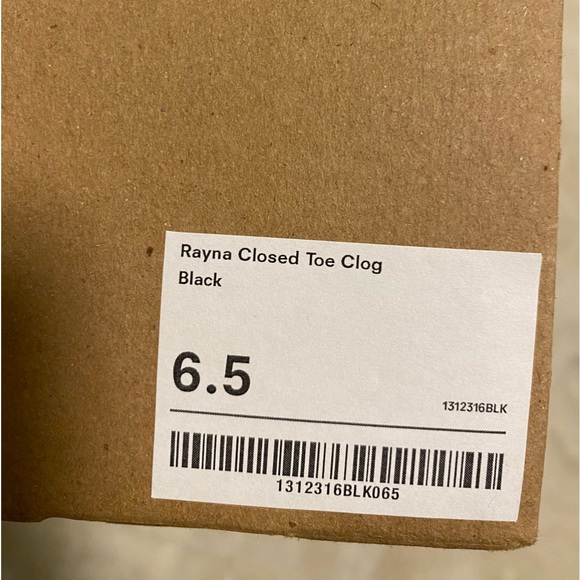 Rayna Closed Toe Clog
Black
6.5
1312316BLK
1312316BLK065